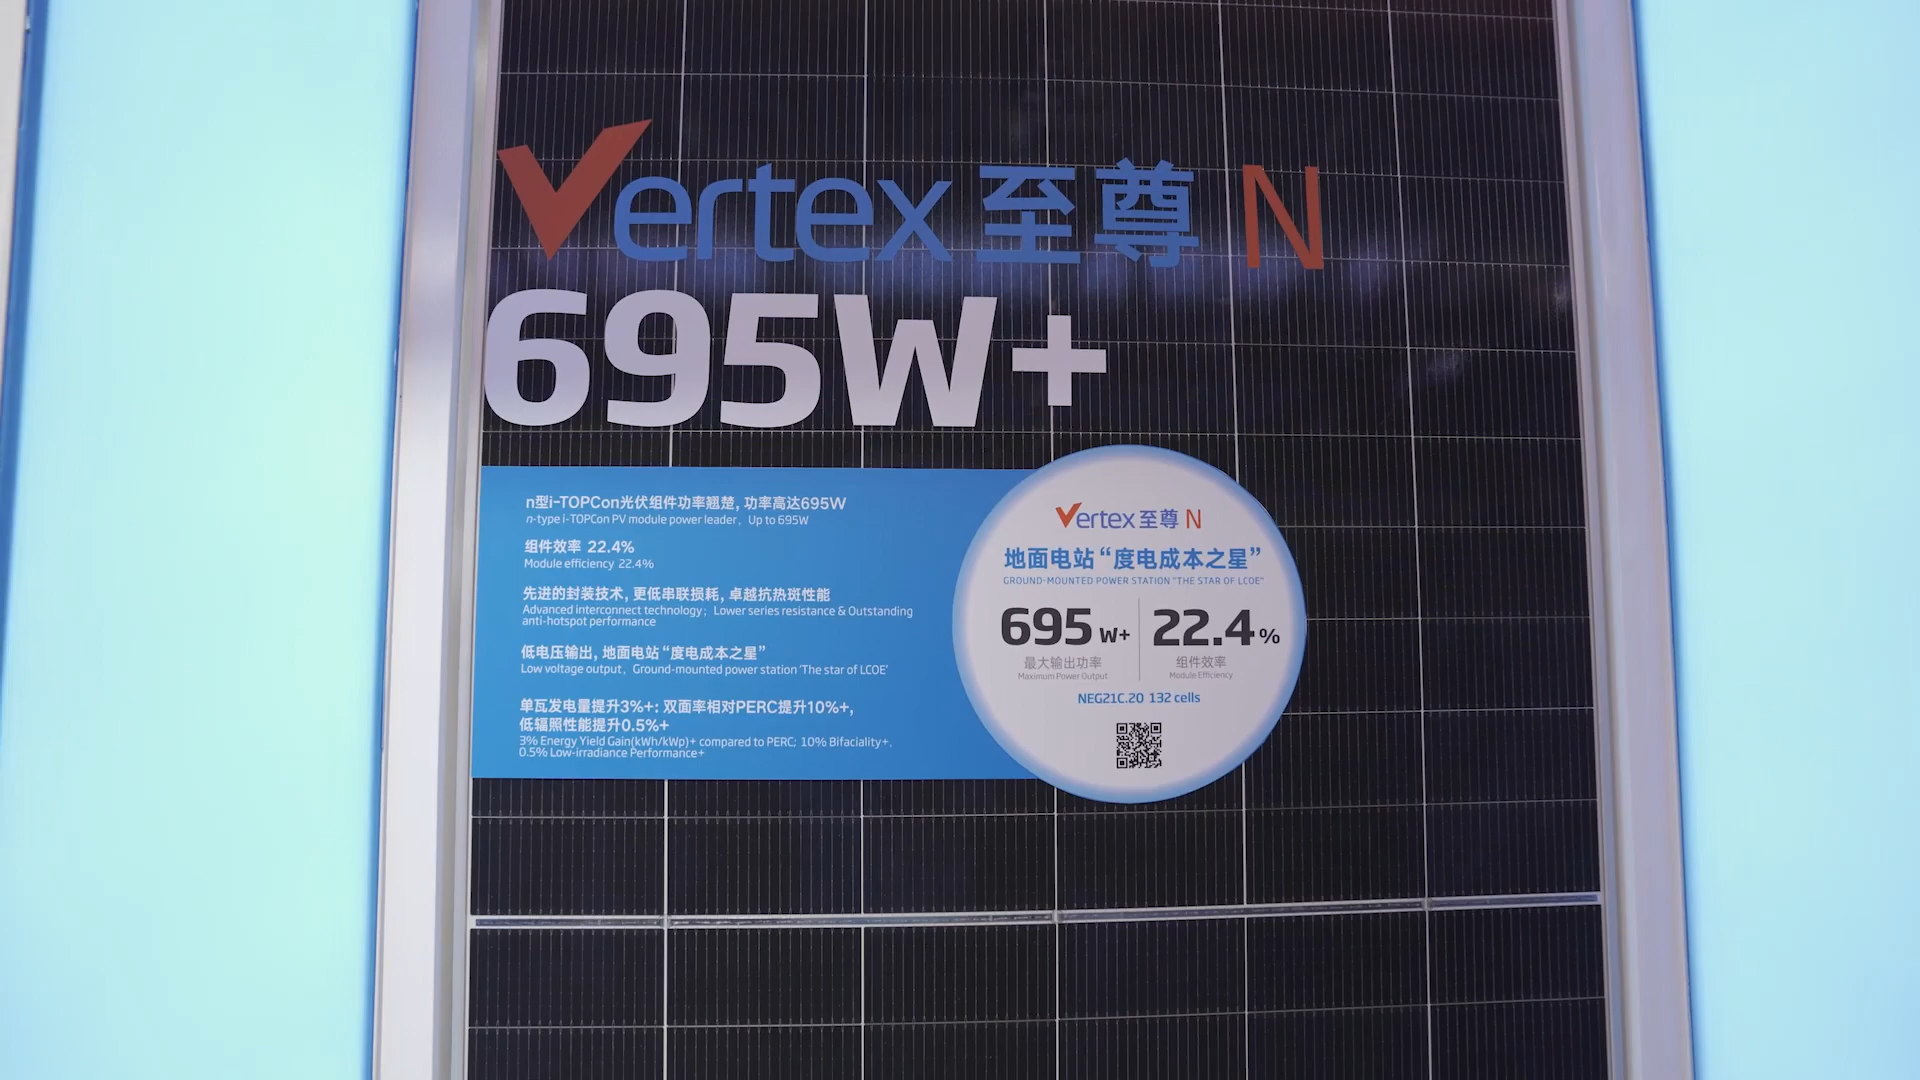 Vertex 至尊 N
695W+
n型i-TOPCon光伏组件功率翘楚, 功率高达695W
n-type i-TOPCon PV module power leader, Up to 695W
组件效率 22.4%
Module efficiency 22.4%
先进的封装技术, 更低串联损耗, 卓越抗热斑性能
Advanced interconnect technology; Lower series resistance & Outstanding
anti-hotspot performance
低电压输出, 地面电站“度电成本之星”
Low voltage output, Ground-mounted power station 'The star of LCOE'
单瓦发电量提升3%+: 双面率相对PERC提升10%+,
低辐照性能提升0.5%+
3% Energy Yield Gain(kWh/kWp)+ compared to PERC; 10% Bifaciality+,
0.5% Low-irradiance Performance+
Vertex 至尊 N
地面电站“度电成本之星”
GROUND-MOUNTED POWER STATION "THE STAR OF LCOE"
695 W+
最大输出功率
Maximum Power Output
22.4%
组件效率
Module Efficiency
NEG21C.20 132 cells